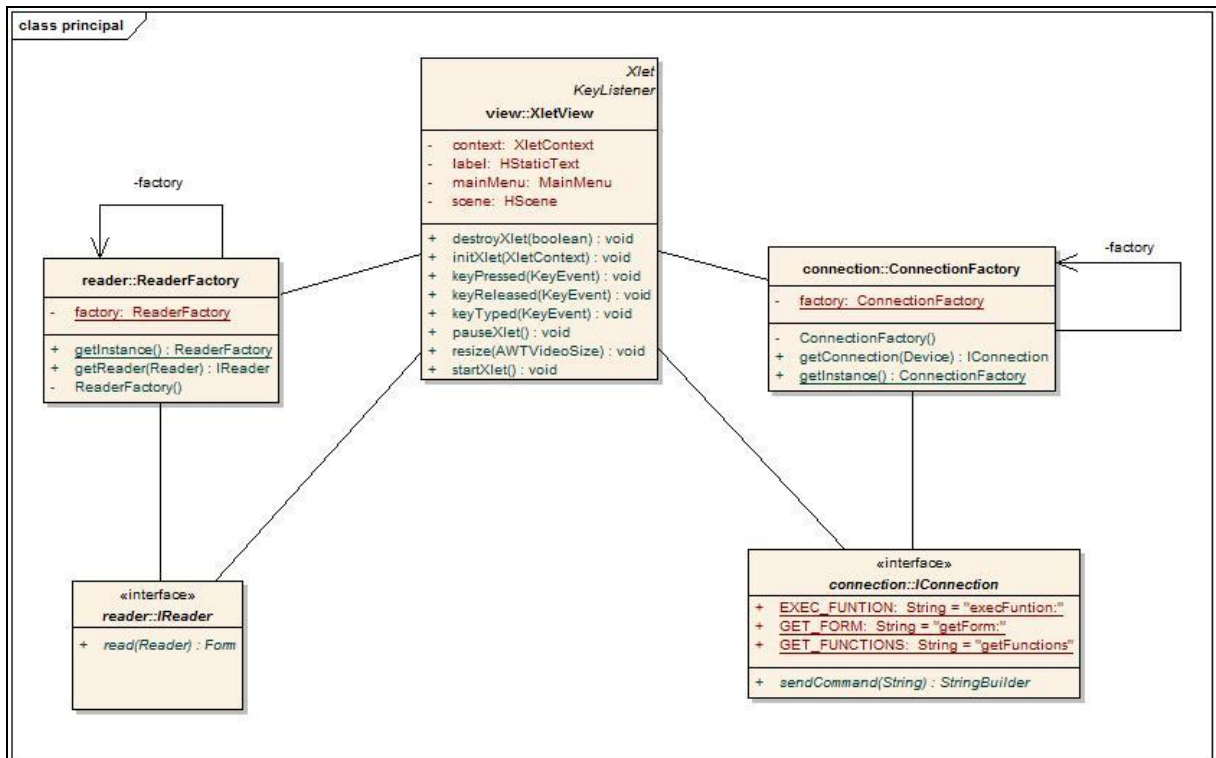 class principal
Xlet
KeyListener
view::XletView
- context: XletContext
- label: HStaticText
- mainMenu: MainMenu
- scene: HScene
+ destroyXlet(boolean) : void
+ initXlet(XletContext) : void
+ keyPressed(KeyEvent) : void
+ keyReleased(KeyEvent) : void
+ keyTyped(KeyEvent) : void
+ pauseXlet() : void
+ resize(AWTVideoSize) : void
+ startXlet() : void
-factory
reader::ReaderFactory
- factory: ReaderFactory
+ getInstance() : ReaderFactory
+ getReader(Reader) : IReader
- ReaderFactory()
-factory
connection::ConnectionFactory
- factory: ConnectionFactory
- ConnectionFactory()
+ getConnection(Device) : IConnection
+ getInstance() : ConnectionFactory
«interface»
reader::IReader
+ read(Reader) : Form
«interface»
connection::IConnection
+ EXEC_FUNTION: String = "execFuntion:"
+ GET_FORM: String = "getForm:"
+ GET_FUNCTIONS: String = "getFunctions"
+ sendCommand(String) : StringBuilder